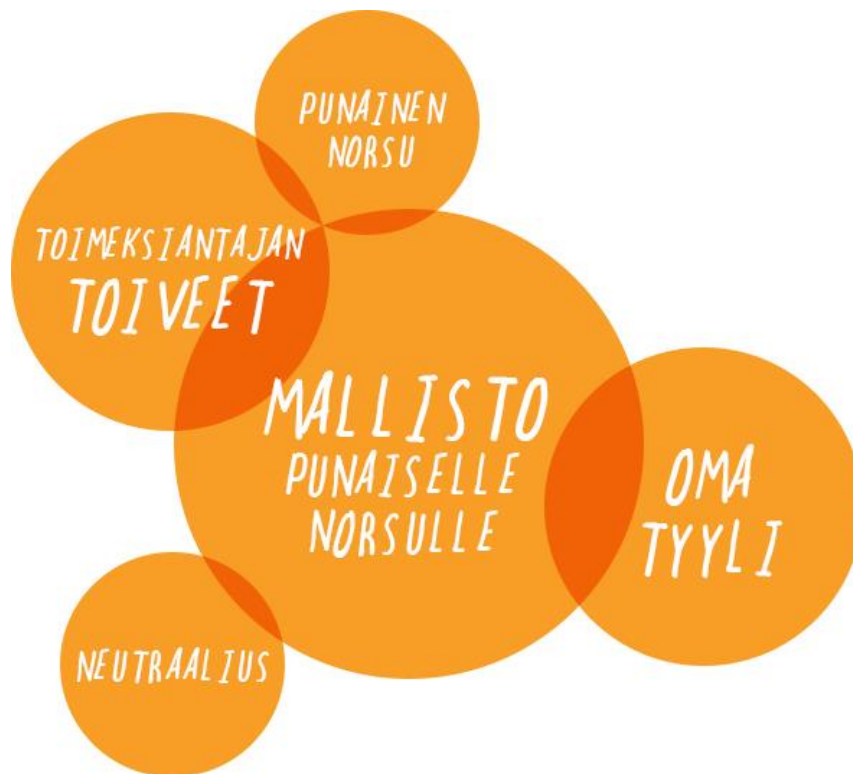 PUNAINEN
NORSU
TOIMEKSIANTAJAN
TOIVEET
MALLISTO
PUNAISELLE
NORSULLE
OMA
TYYLI
NEUTRAALIUS